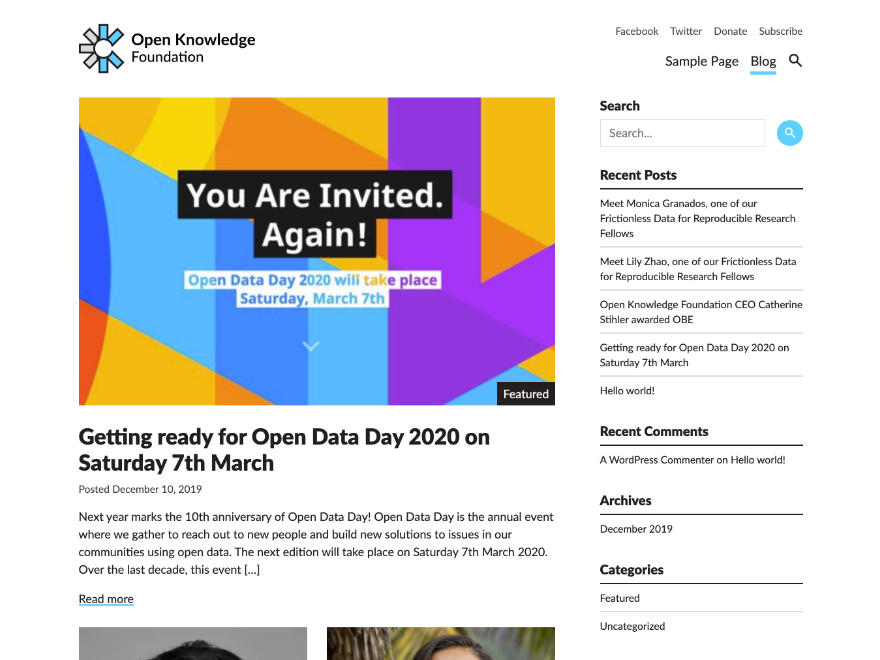 Open Knowledge
Foundation
Facebook Twitter Donate Subscribe
Sample Page Blog
You Are Invited.
Again!
Open Data Day 2020 will take place
Saturday, March 7th
Featured
Getting ready for Open Data Day 2020 on
Saturday 7th March
Posted December 10, 2019
Next year marks the 10th anniversary of Open Data Day! Open Data Day is the annual event
where we gather to reach out to new people and build new solutions to issues in our
communities using open data. The next edition will take place on Saturday 7th March 2020.
Over the last decade, this event [...]
Read more
Search
Search...
Recent Posts
Meet Monica Granados, one of our
Frictionless Data for Reproducible Research
Fellows
Meet Lily Zhao, one of our Frictionless Data
for Reproducible Research Fellows
Open Knowledge Foundation CEO Catherine
Stihler awarded OBE
Getting ready for Open Data Day 2020 on
Saturday 7th March
Hello world!
Recent Comments
A WordPress Commenter on Hello world!
Archives
December 2019
Categories
Featured
Uncategorized